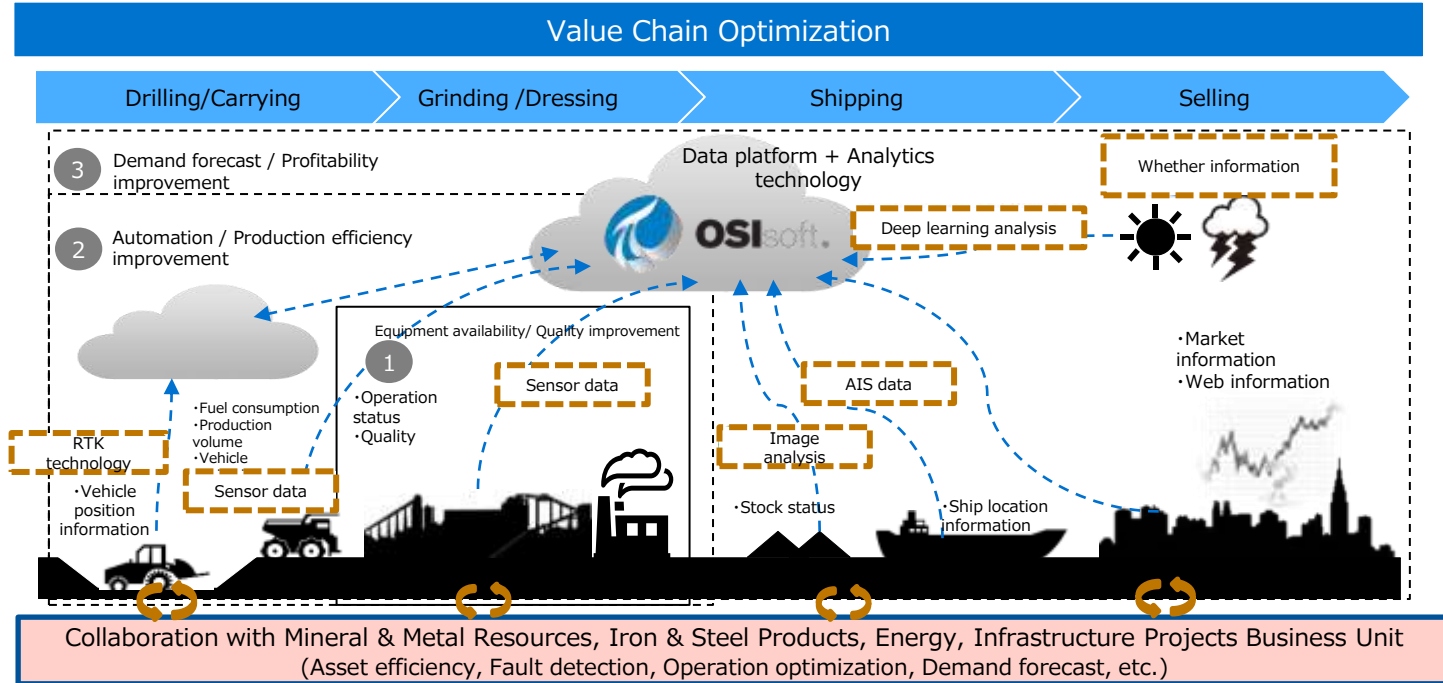 Value Chain Optimization
Drilling/Carrying
Grinding /Dressing
Shipping
Selling
3
Demand forecast / Profitability
improvement
Data platform + Analytics
technology
Whether information
2
Automation / Production efficiency
improvement
OSIsoft.
Deep learning analysis
Equipment availability/ Quality improvement
1
・Operation
status
・Quality
Sensor data
AIS data
・Market
information
・Web information
・Fuel consumption
・Production
volume
・Vehicle
RTK
technology
Sensor data
Image
analysis
・Vehicle
position
information
・Stock status
・Ship location
information
Collaboration with Mineral & Metal Resources, Iron & Steel Products, Energy, Infrastructure Projects Business Unit
(Asset efficiency, Fault detection, Operation optimization, Demand forecast, etc.)